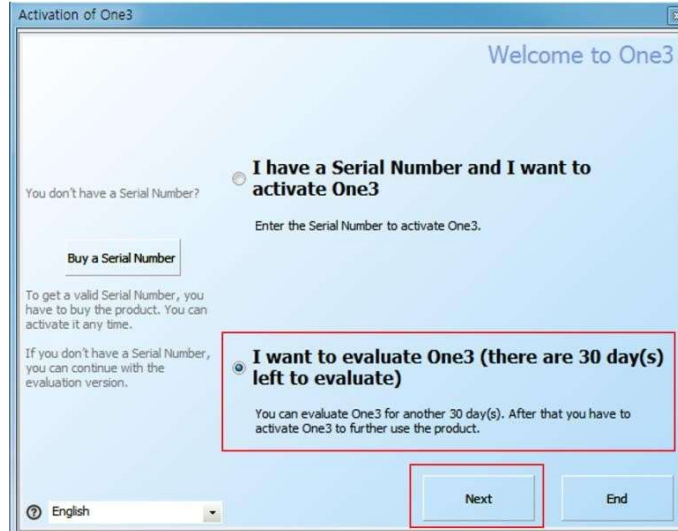 Activation of One3
Welcome to One3
You don't have a Serial Number?
Buy a Serial Number
To get a valid Serial Number, you
have to buy the product. You can
activate it any time.
If you don't have a Serial Number,
you can continue with the
evaluation version.
I have a Serial Number and I want to
activate One3
Enter the Serial Number to activate One3.
I want to evaluate One3 (there are 30 day(s)
left to evaluate)
You can evaluate One3 for another 30 day(s). After that you have to
activate One3 to further use the product.
English
Next
End